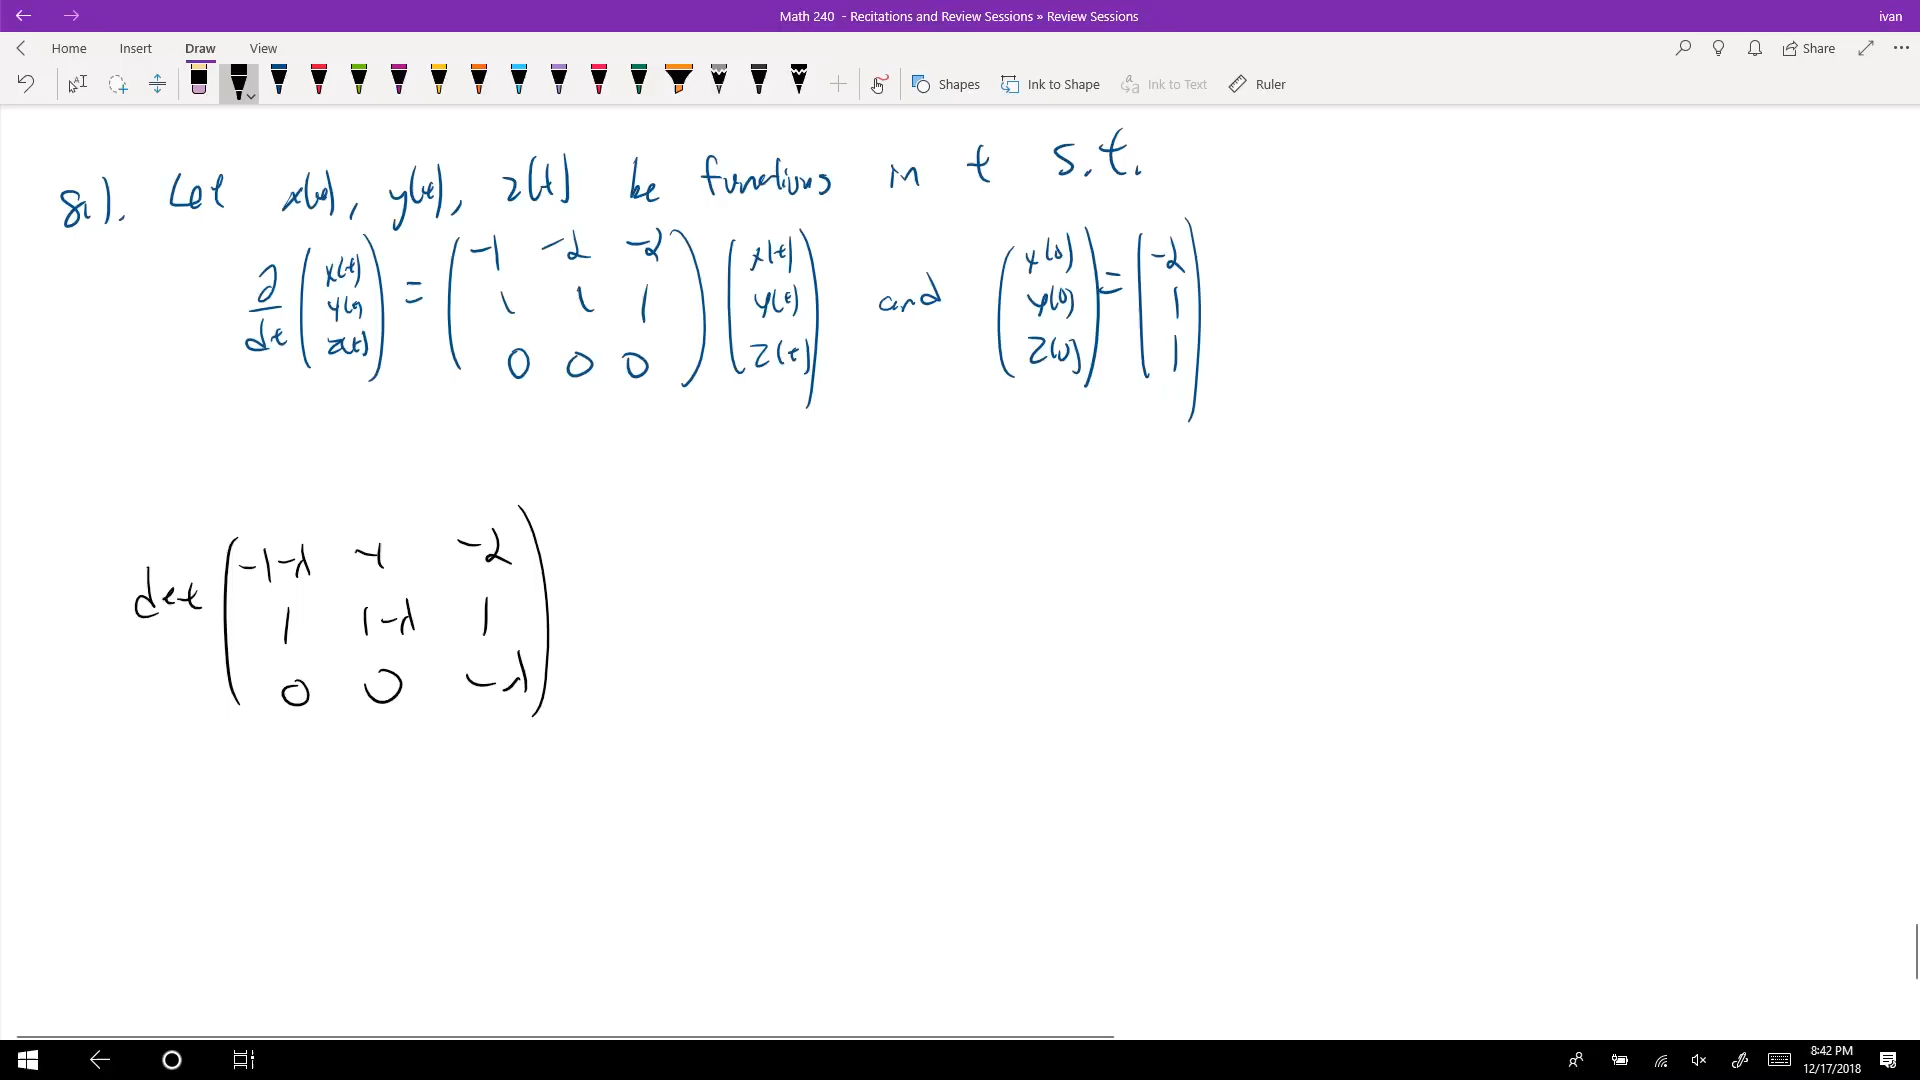 Math 240 - Recitations and Review Sessions » Review Sessions
ivan
Home Insert Draw View
Share
Shapes Ink to Shape Ink to Text Ruler
81). Let x(t), y(t), z(t) be functions in t s.t.
∂/dt (x(t) y(t) z(t)) = (-1 -2 -2 1 1 1 0 0 0) (x(t) y(t) z(t)) and (x(0) y(0) z(0)) = (-2 1 1)
det (-1-λ -1 -2
1 1-λ 1
0 0 -λ)
8:42 PM
12/17/2018